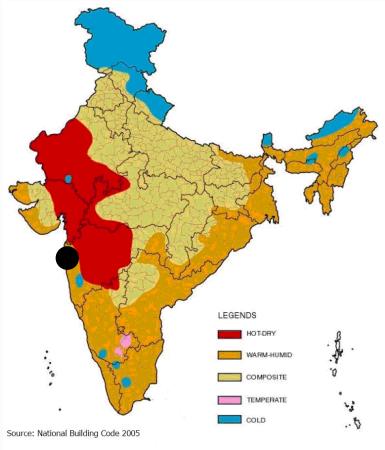 LEGENDS
HOT-DRY
WARM-HUMID
COMPOSITE
TEMPERATE
COLD
Source: National Building Code 2005